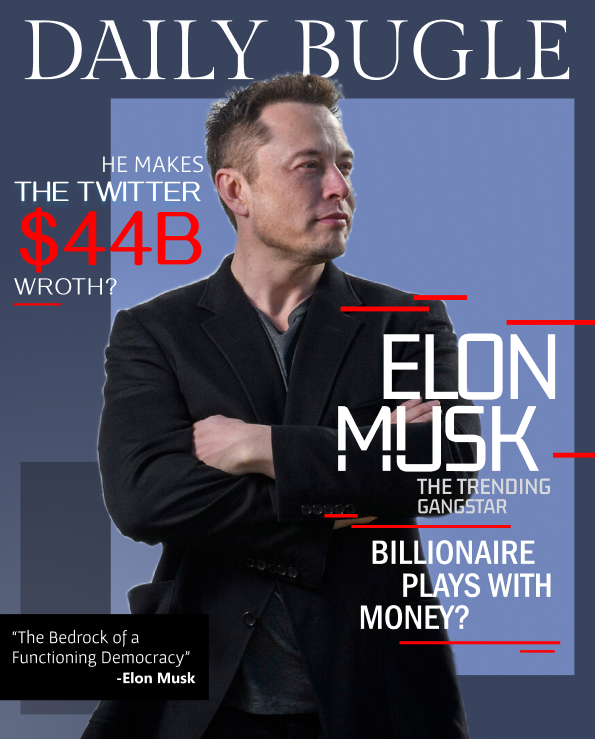 DAILY BUGLE
HE MAKES
THE TWITTER
$44B
WROTH?
ELON
MUSK
THE TRENDING
GANGSTAR
BILLIONAIRE
PLAYS WITH
MONEY?
“The Bedrock of a
Functioning Democracy”
-Elon Musk